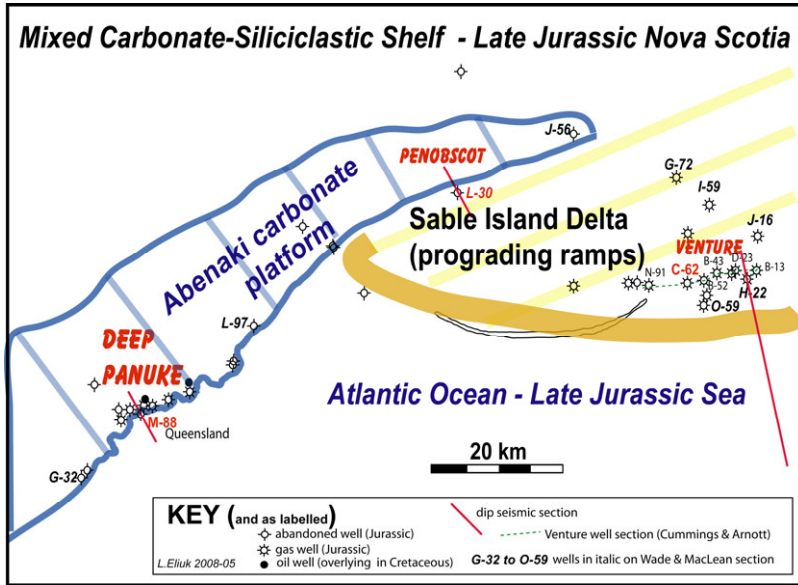 Mixed Carbonate-Siliciclastic Shelf - Late Jurassic Nova Scotia
J-56
PENOBSCOT
L-30
G-72
I-59
J-16
Abenaki carbonate
platform
Sable Island Delta
(prograding ramps)
VENTURE
N-91
C-62
B-43
D-23
B-13
B-52
H-22
O-59
L-97
DEEP
PANUKE
M-88
Queensland
G-32
Atlantic Ocean - Late Jurassic Sea
20 km
KEY (and as labelled)
abandoned well (Jurassic)
gas well (Jurassic)
oil well (overlying in Cretaceous)
L.Eliuk 2008-05
dip seismic section
Venture well section (Cummings & Arnott)
G-32 to O-59 wells in italic on Wade & MacLean section